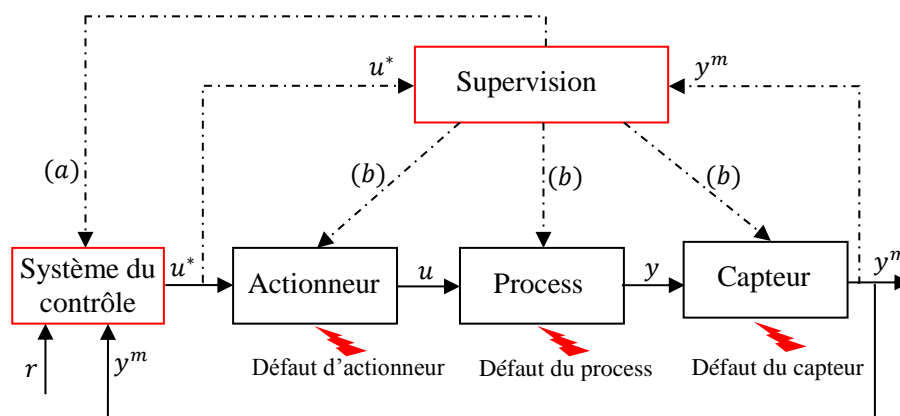 Supervision
u*
y^m
(a)
(b)
(b)
(b)
Système du
contrôle
u*
Actionneur
u
Process
y
Capteur
y^m
r
y^m
Défaut d’actionneur
Défaut du process
Défaut du capteur